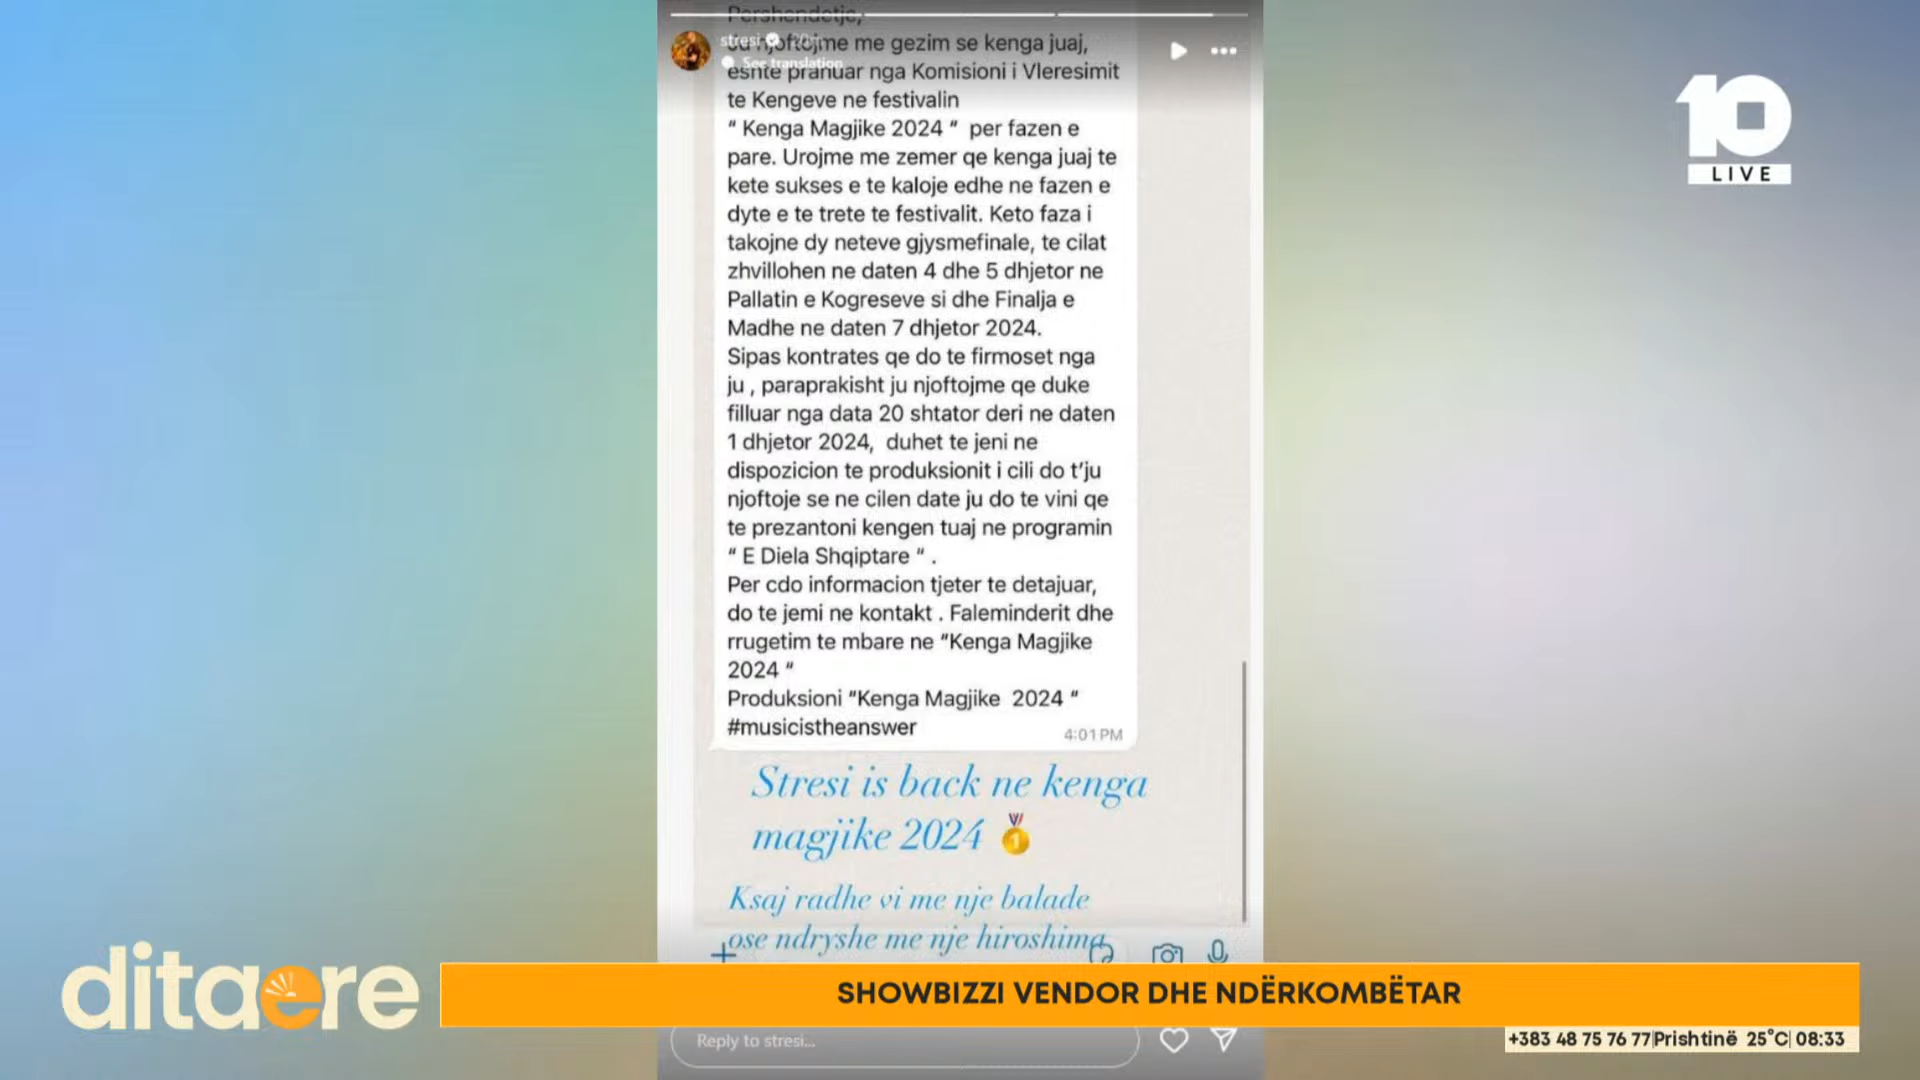 Pershendetje,
stresi
Ju njoftojme me gezim se kenga juaj,
See translation
eshte pranuar nga Komisioni i Vleresimit
te Kengeve ne festivalin
“ Kenga Magjike 2024 “  per fazen e
pare. Urojme me zemer qe kenga juaj te
kete sukses e te kaloje edhe ne fazen e
dyte e te trete te festivalit. Keto faza i
takojne dy neteve gjysmefinale, te cilat
zhvillohen ne daten 4 dhe 5 dhjetor ne
Pallatin e Kogreseve si dhe Finalja e
Madhe ne daten 7 dhjetor 2024.
Sipas kontrates qe do te firmoset nga
ju , paraprakisht ju njoftojme qe duke
filluar nga data 20 shtator deri ne daten
1 dhjetor 2024,  duhet te jeni ne
dispozicion te produksionit i cili do t’ju
njoftoje se ne cilen date ju do te vini qe
te prezantoni kengen tuaj ne programin
“ E Diela Shqiptare “ .
Per cdo informacion tjeter te detajuar,
do te jemi ne kontakt . Faleminderit dhe
rrugetim te mbare ne “Kenga Magjike
2024 “
Produksioni “Kenga Magjike  2024 “
#musicistheanswer
4:01 PM
Stresi is back ne kenga
magjike 2024 🥇
Ksaj radhe vi me nje balade
ose ndryshe me nje hiroshima
Reply to stresi...
10
LIVE
ditaere
SHOWBIZZI VENDOR DHE NDËRKOMBËTAR
+383 48 75 76 77|Prishtinë 25°C| 08:33